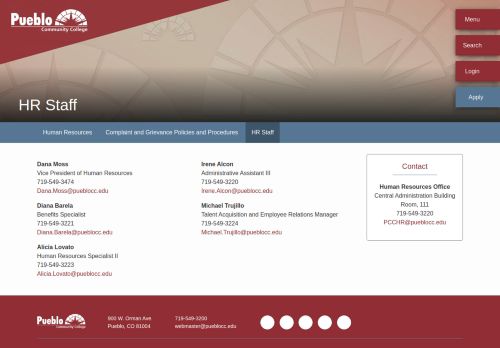 Pueblo
Community College
Menu
Search
Login
Apply
HR Staff
Human Resources
Complaint and Grievance Policies and Procedures
HR Staff
Dana Moss
Vice President of Human Resources
719-549-3474
Dana.Moss@pueblocc.edu
Diana Barela
Benefits Specialist
719-549-3221
Diana.Barela@pueblocc.edu
Alicia Lovato
Human Resources Specialist II
719-549-3223
Alicia.Lovato@pueblocc.edu
Irene Alcon
Administrative Assistant III
719-549-3220
Irene.Alcon@pueblocc.edu
Michael Trujillo
Talent Acquisition and Employee Relations Manager
719-549-3224
Michael.Trujillo@pueblocc.edu
Contact
Human Resources Office
Central Administration Building
Room, 111
719-549-3220
PCCHR@pueblocc.edu
Pueblo
Community College
900 W. Orman Ave.
Pueblo, CO 81004
719-549-3200
webmaster@pueblocc.edu